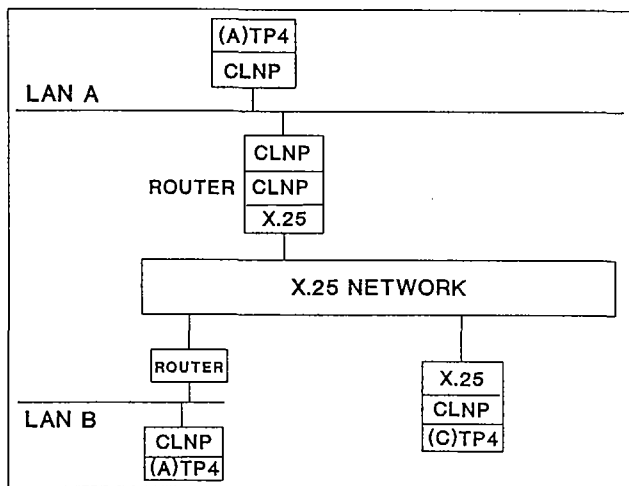 (A)TP4
CLNP
LAN A
CLNP
ROUTER
CLNP
X.25
X.25 NETWORK
ROUTER
X.25
CLNP
(C)TP4
LAN B
CLNP
(A)TP4